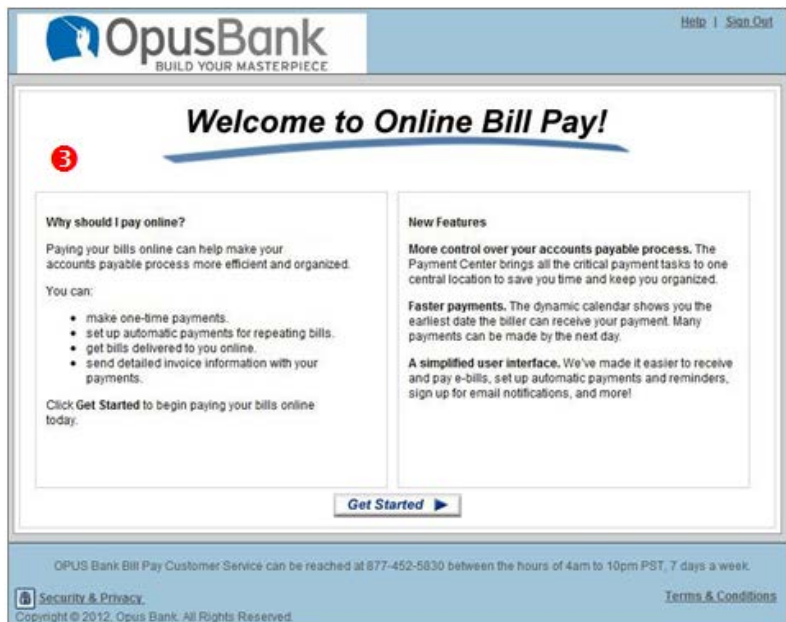 OpusBank
BUILD YOUR MASTERPIECE
Help | Sign Out
Welcome to Online Bill Pay!
3
Why should I pay online?
Paying your bills online can help make your
accounts payable process more efficient and organized.
You can:
• make one-time payments.
• set up automatic payments for repeating bills.
• get bills delivered to you online.
• send detailed invoice information with your
payments.
Click Get Started to begin paying your bills online
today.
New Features
More control over your accounts payable process. The
Payment Center brings all the critical payment tasks to one
central location to save you time and keep you organized.
Faster payments. The dynamic calendar shows you the
earliest date the biller can receive your payment. Many
payments can be made by the next day.
A simplified user interface. We've made it easier to receive
and pay e-bills, set up automatic payments and reminders,
sign up for email notifications, and more!
Get Started
OPUS Bank Bill Pay Customer Service can be reached at 877-452-5830 between the hours of 4am to 10pm PST, 7 days a week.
Security & Privacy
Terms & Conditions
Copyright © 2012, Opus Bank. All Rights Reserved